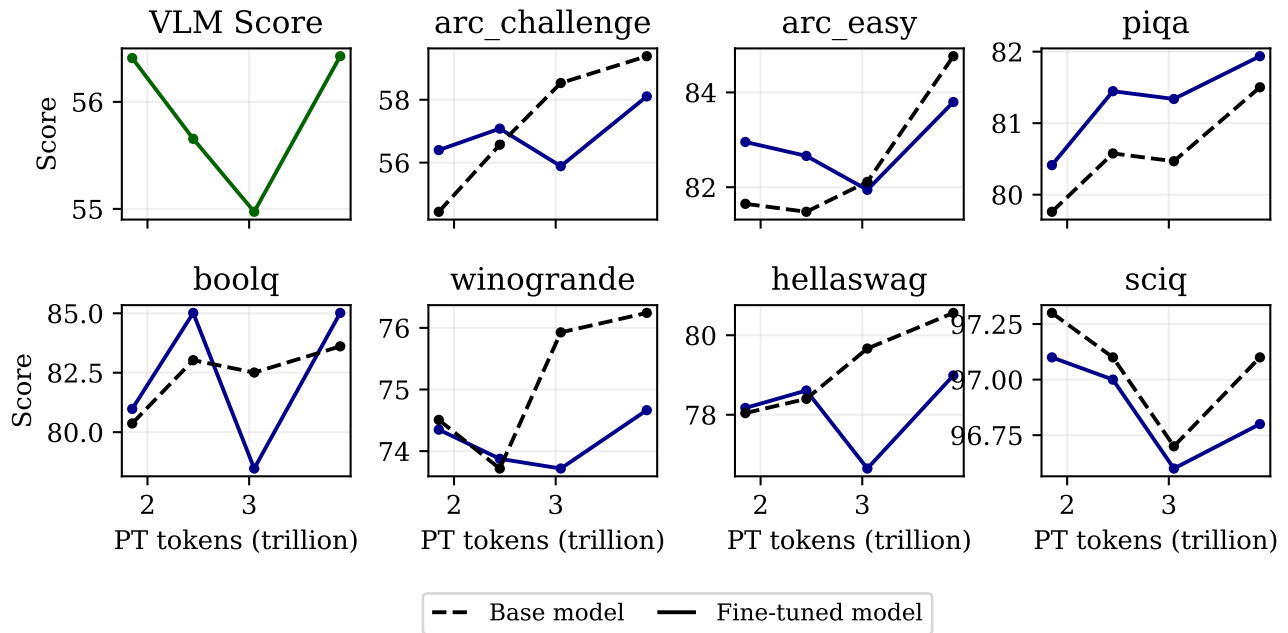 VLM Score
arc_challenge
arc_easy
piqa
Score
56
55
58
56
84
82
82
81
80
boolq
winogrande
hellaswag
sciq
Score
85.0
82.5
80.0
76
75
74
80
78
97.25
97.00
96.75
2 3
2 3
2 3
2 3
PT tokens (trillion)
PT tokens (trillion)
PT tokens (trillion)
PT tokens (trillion)
Base model
Fine-tuned model